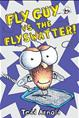 FLY GUY
VS. THE
FLYSWATTER!
Tedd Arnold